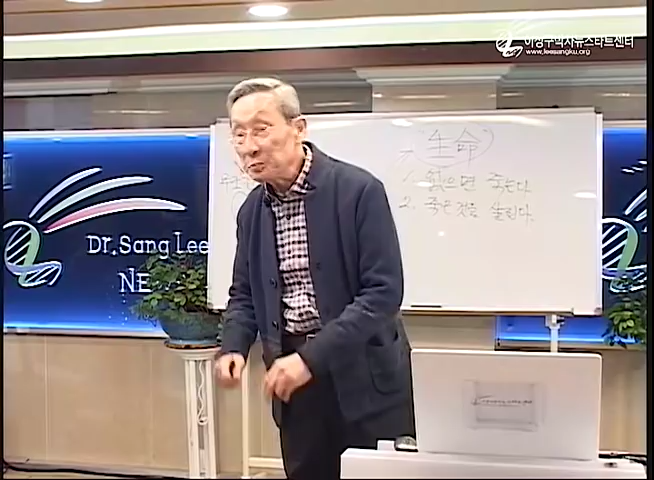 이상구박사뉴스타트센터
www.leesangku.org
生命
1. 잃으면 죽는다.
2. 죽은것을 살린다.
Dr.Sang Lee
NE